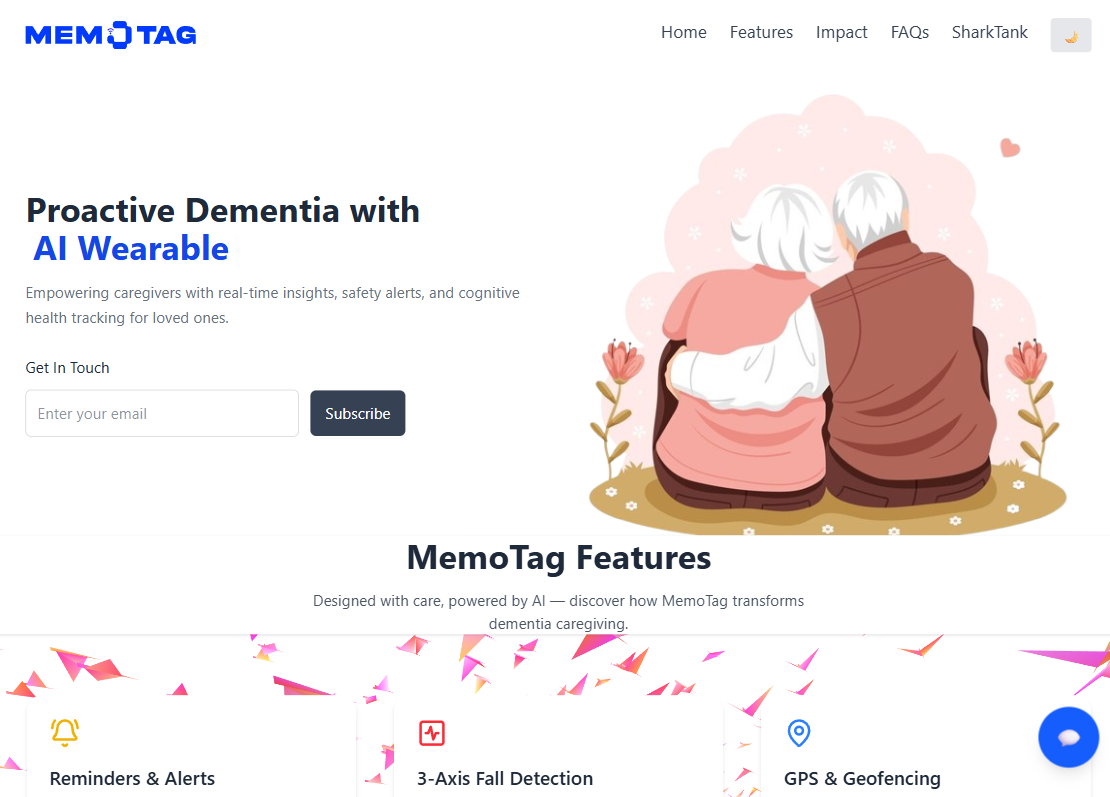 MEMOTAG
Home Features Impact FAQs SharkTank
Proactive Dementia with
AI Wearable
Empowering caregivers with real-time insights, safety alerts, and cognitive
health tracking for loved ones.
Get In Touch
Enter your email
Subscribe
MemoTag Features
Designed with care, powered by AI — discover how MemoTag transforms
dementia caregiving.
Reminders & Alerts
3-Axis Fall Detection
GPS & Geofencing